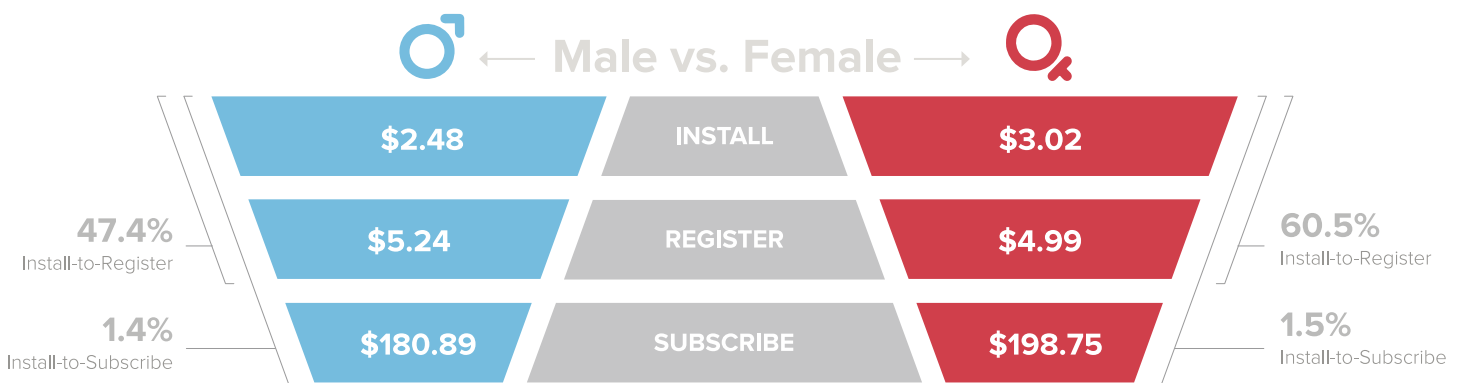 Male vs. Female
$2.48 INSTALL $3.02
47.4%
Install-to-Register
$5.24 REGISTER $4.99
60.5%
Install-to-Register
1.4%
Install-to-Subscribe
$180.89 SUBSCRIBE $198.75
1.5%
Install-to-Subscribe